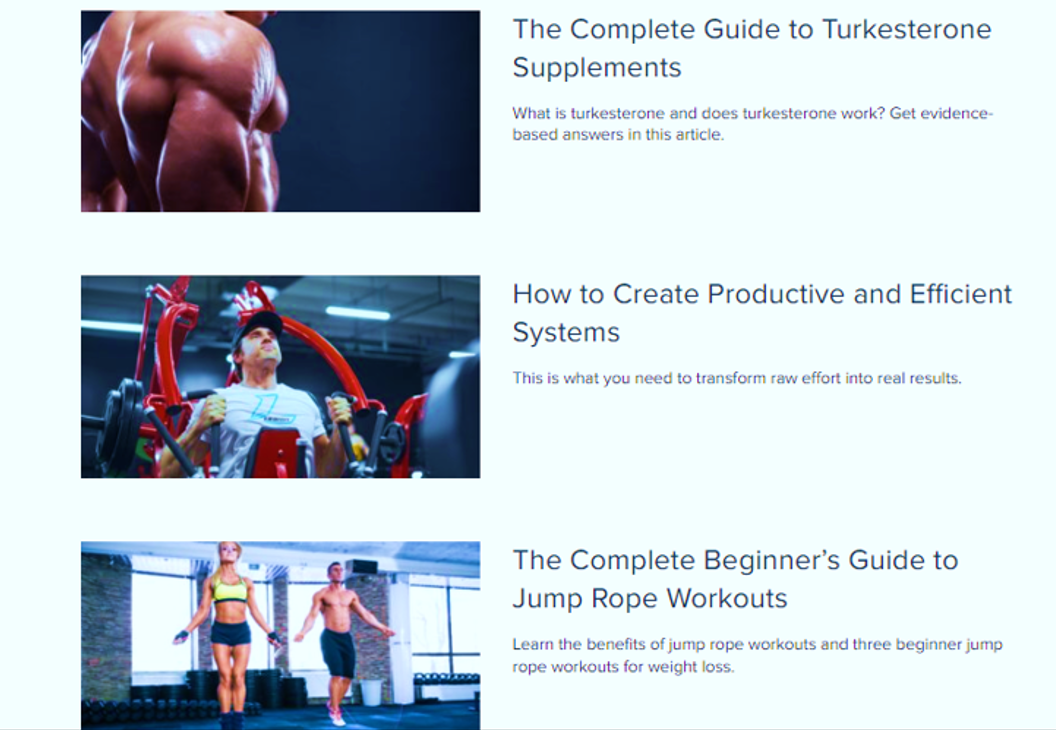 The Complete Guide to Turkesterone
Supplements
What is turkesterone and does turkesterone work? Get evidence-
based answers in this article.
How to Create Productive and Efficient
Systems
This is what you need to transform raw effort into real results.
The Complete Beginner’s Guide to
Jump Rope Workouts
Learn the benefits of jump rope workouts and three beginner jump
rope workouts for weight loss.